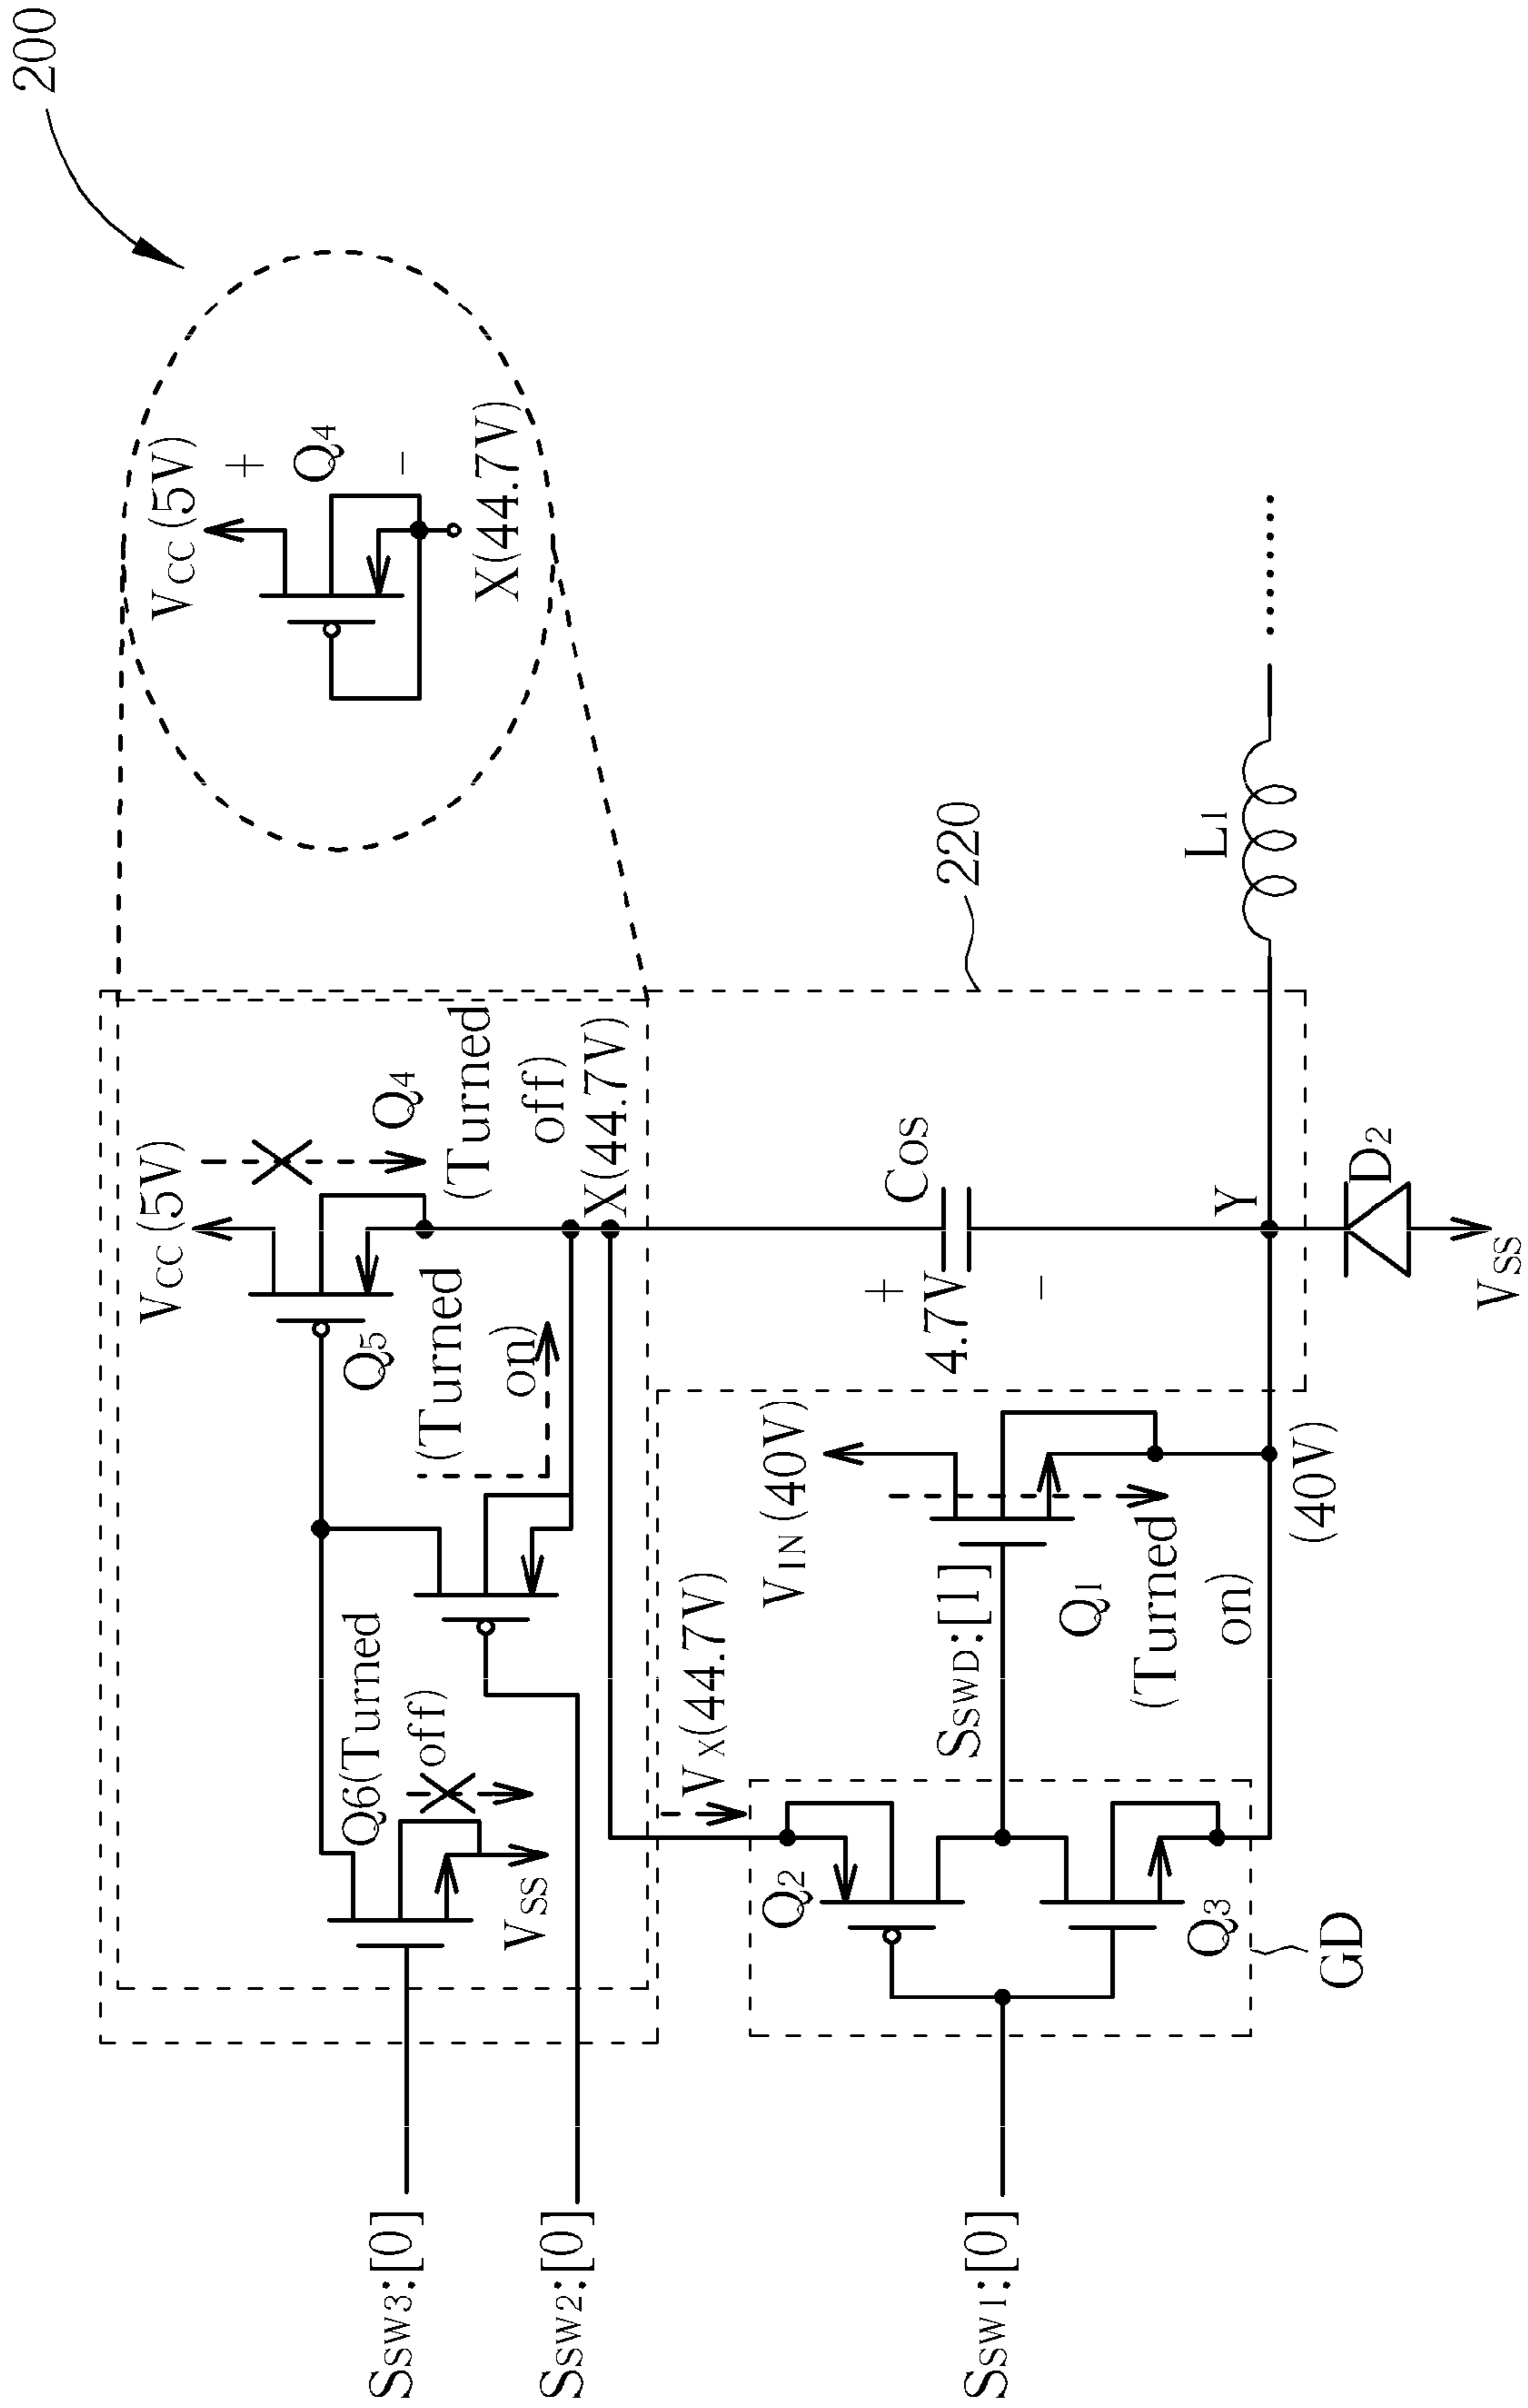 200
VCC(5V)
+
Q4
-
X(44.7V)
VCC(5V)
Q4
(Turned
off)
X(44.7V)
Q5
(Turned
on)
Q6(Turned
off)
VSS
SSW3:[0]
SSW2:[0]
220
COS
+
4.7V
-
VX(44.7V)
VIN(40V)
SSWD:[1]
Q1
(Turned
on)
(40V)
Y
L1
D2
VSS
Q2
Q3
GD
SSW1:[0]